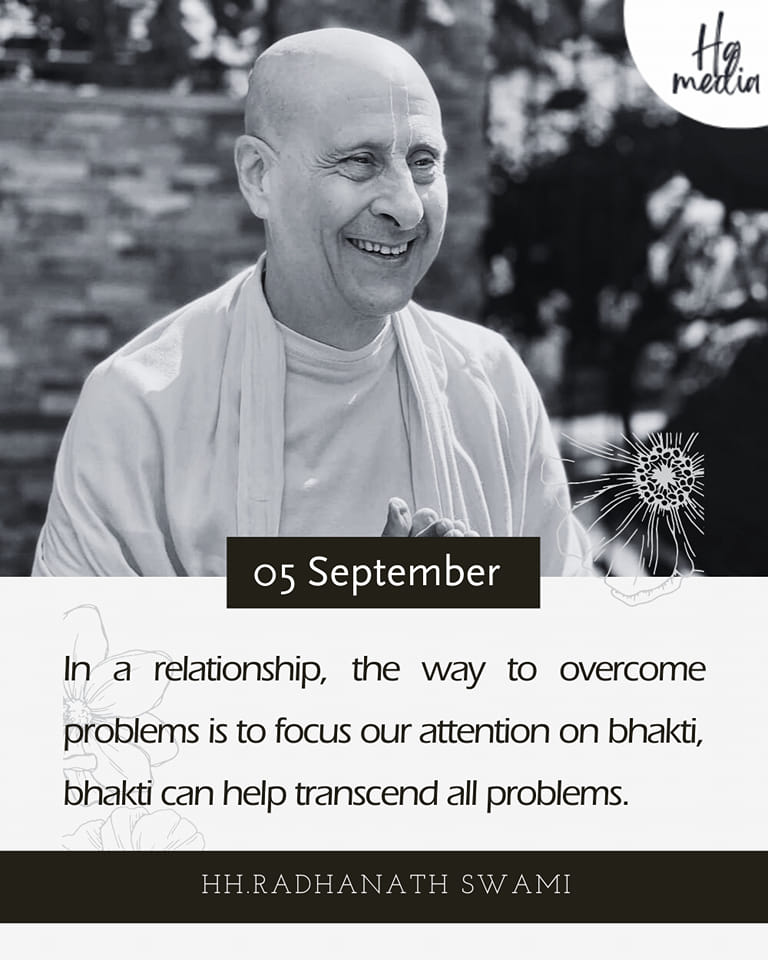 Hg
media
05 September
In a relationship, the way to overcome
problems is to focus our attention on bhakti,
bhakti can help transcend all problems.
HH.RADHANATH SWAMI